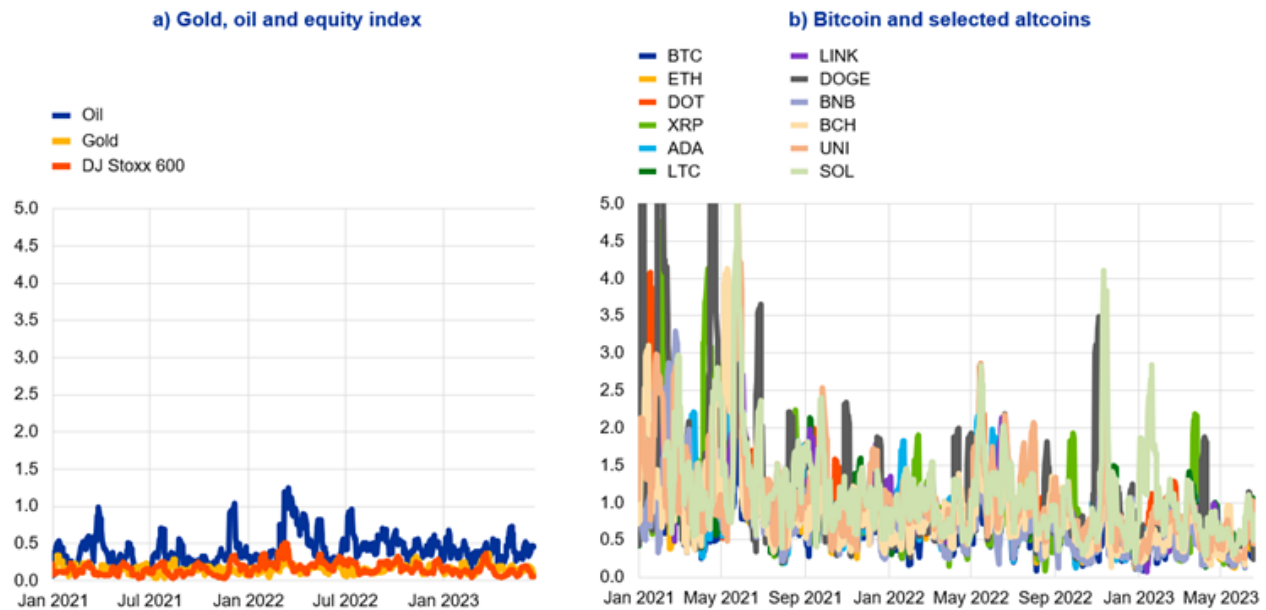 a) Gold, oil and equity index
Oil
Gold
DJ Stoxx 600
5.0
4.5
4.0
3.5
3.0
2.5
2.0
1.5
1.0
0.5
0.0
Jan 2021 Jul 2021 Jan 2022 Jul 2022 Jan 2023
b) Bitcoin and selected altcoins
BTC LINK
ETH DOGE
DOT BNB
XRP BCH
ADA UNI
LTC SOL
5.0
4.5
4.0
3.5
3.0
2.5
2.0
1.5
1.0
0.5
0.0
Jan 2021 May 2021 Sep 2021 Jan 2022 May 2022 Sep 2022 Jan 2023 May 2023